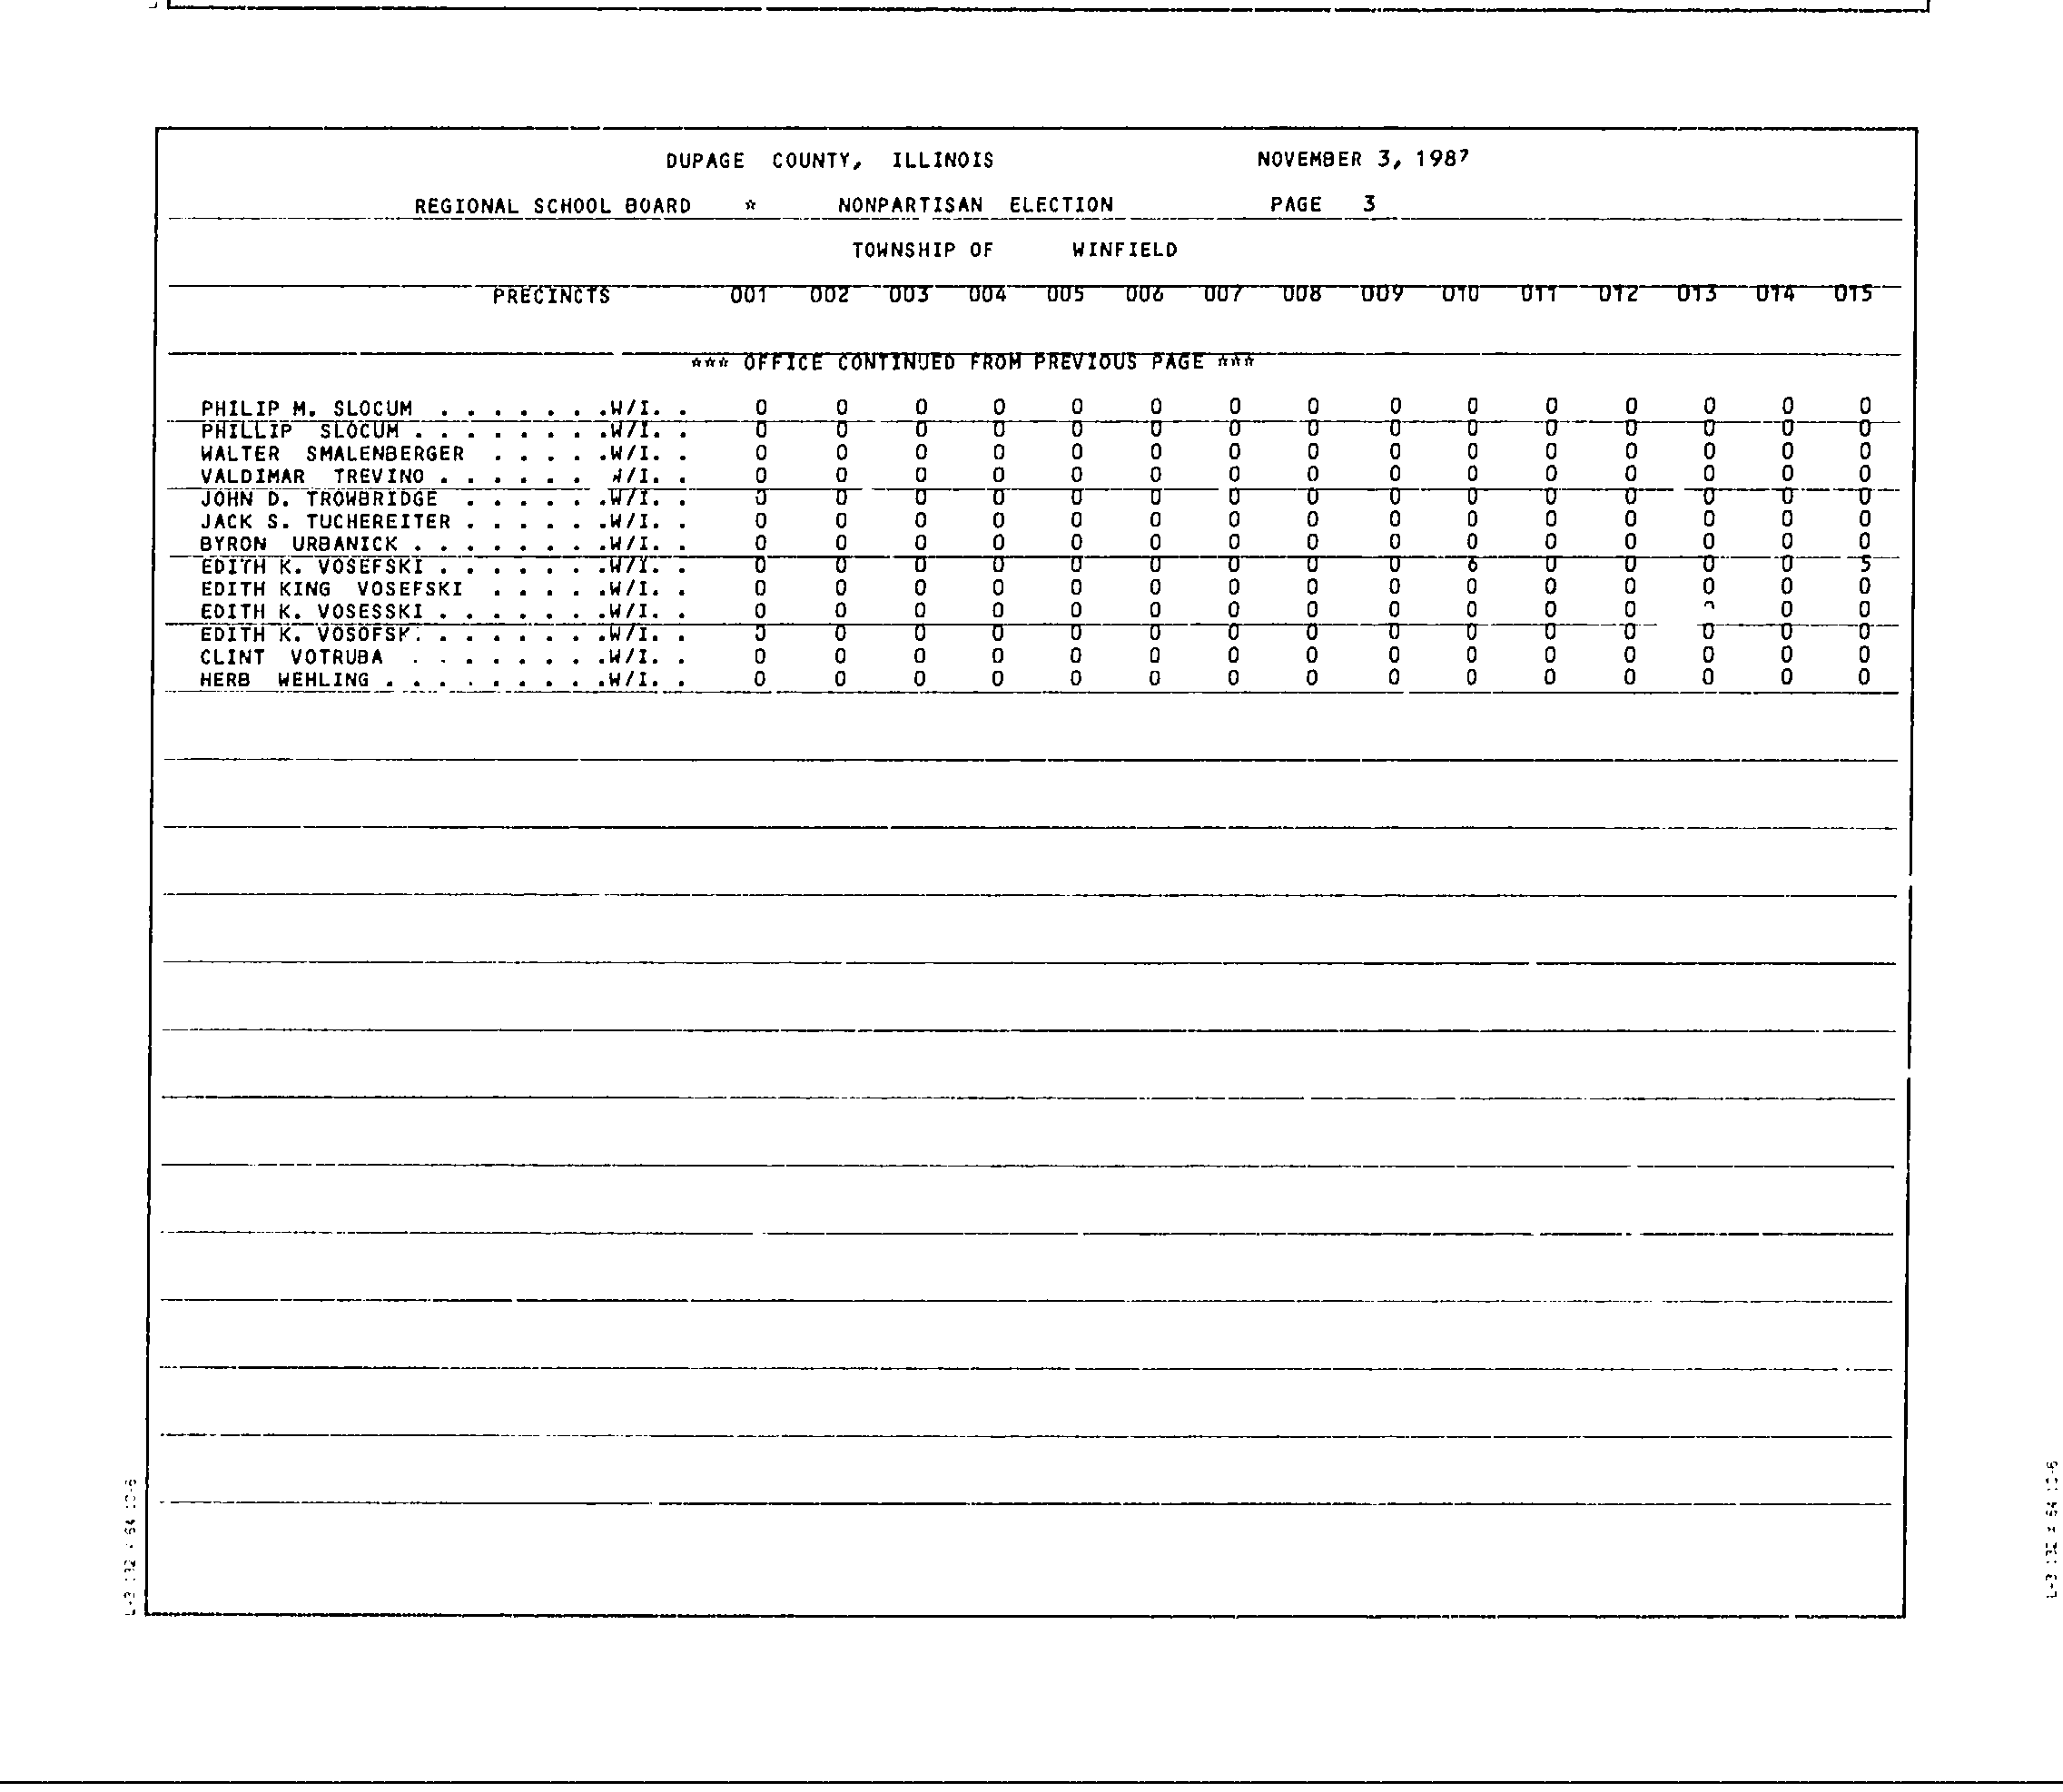 DUPAGE COUNTY, ILLINOIS NOVEMBER 3, 1987
REGIONAL SCHOOL BOARD * NONPARTISAN ELECTION PAGE 3
TOWNSHIP OF WINFIELD
PRECINCTS 001 002 003 004 005 006 007 008 009 010 011 012 013 014 015
*** OFFICE CONTINUED FROM PREVIOUS PAGE ***
PHILIP M. SLOCUM . . . . . . .W/I. . 0 0 0 0 0 0 0 0 0 0 0 0 0 0 0
PHILLIP SLOCUM . . . . . . . .W/I. . 0 0 0 0 0 0 0 0 0 0 0 0 0 0 0
WALTER SMALENBERGER . . . . .W/I. . 0 0 0 0 0 0 0 0 0 0 0 0 0 0 0
VALDIMAR TREVINO . . . . . . W/I. . 0 0 0 0 0 0 0 0 0 0 0 0 0 0 0
JOHN D. TROWBRIDGE . . . . . .W/I. . 0 0 0 0 0 0 0 0 0 0 0 0 0 0 0
JACK S. TUCHEREITER . . . . . .W/I. . 0 0 0 0 0 0 0 0 0 0 0 0 0 0 0
BYRON URBANICK . . . . . . . .W/I. . 0 0 0 0 0 0 0 0 0 0 0 0 0 0 0
EDITH K. VOSEFSKI . . . . . . .W/I. . 0 0 0 0 0 0 0 0 0 6 0 0 0 0 5
EDITH KING VOSEFSKI . . . . .W/I. . 0 0 0 0 0 0 0 0 0 0 0 0 0 0 0
EDITH K. VOSESSKI . . . . . . .W/I. . 0 0 0 0 0 0 0 0 0 0 0 0 0 0
EDITH K. VOSOFSK. . . . . . . .W/I. . 0 0 0 0 0 0 0 0 0 0 0 0 0 0 0
CLINT VOTRUBA . . . . . . . .W/I. . 0 0 0 0 0 0 0 0 0 0 0 0 0 0 0
HERB WEHLING . . . . . . . . .W/I. . 0 0 0 0 0 0 0 0 0 0 0 0 0 0 0